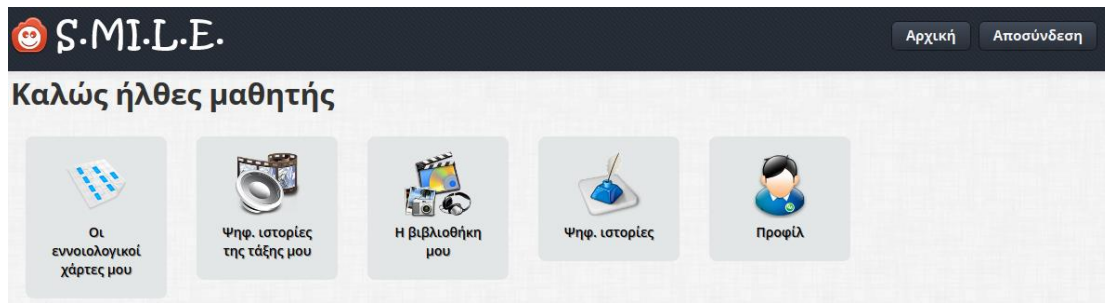 S.MI.L.E.
Αρχική Αποσύνδεση
Καλώς ήλθες μαθητής
Οι
εννοιολογικοί
χάρτες μου
Ψηφ. ιστορίες
της τάξης μου
Η βιβλιοθήκη
μου
Ψηφ. ιστορίες
Προφίλ